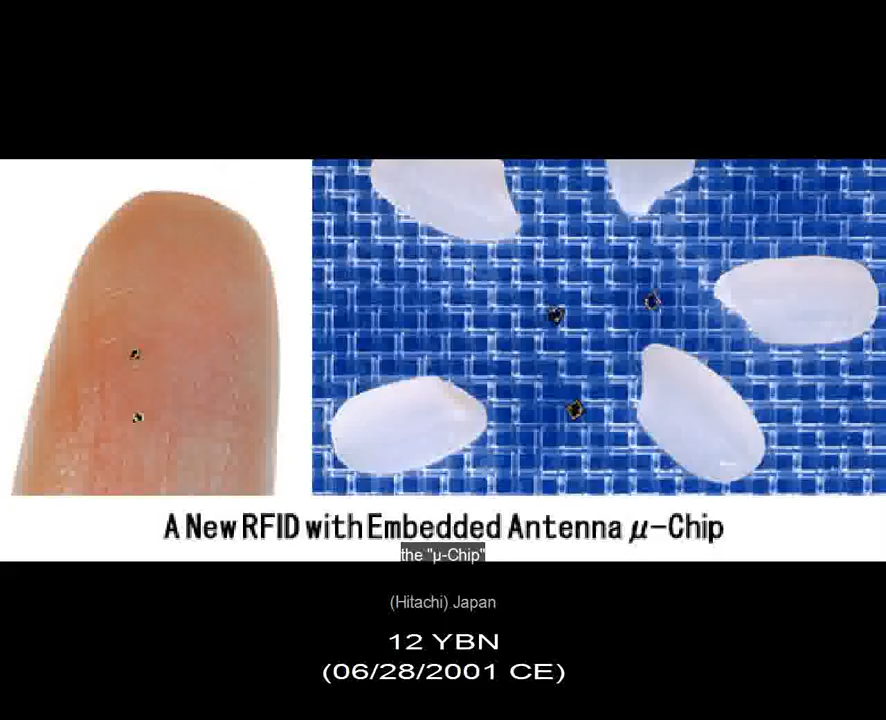 A New RFID with Embedded Antenna μ-Chip
the "μ-Chip"
(Hitachi) Japan
12 YBN
(06/28/2001 CE)